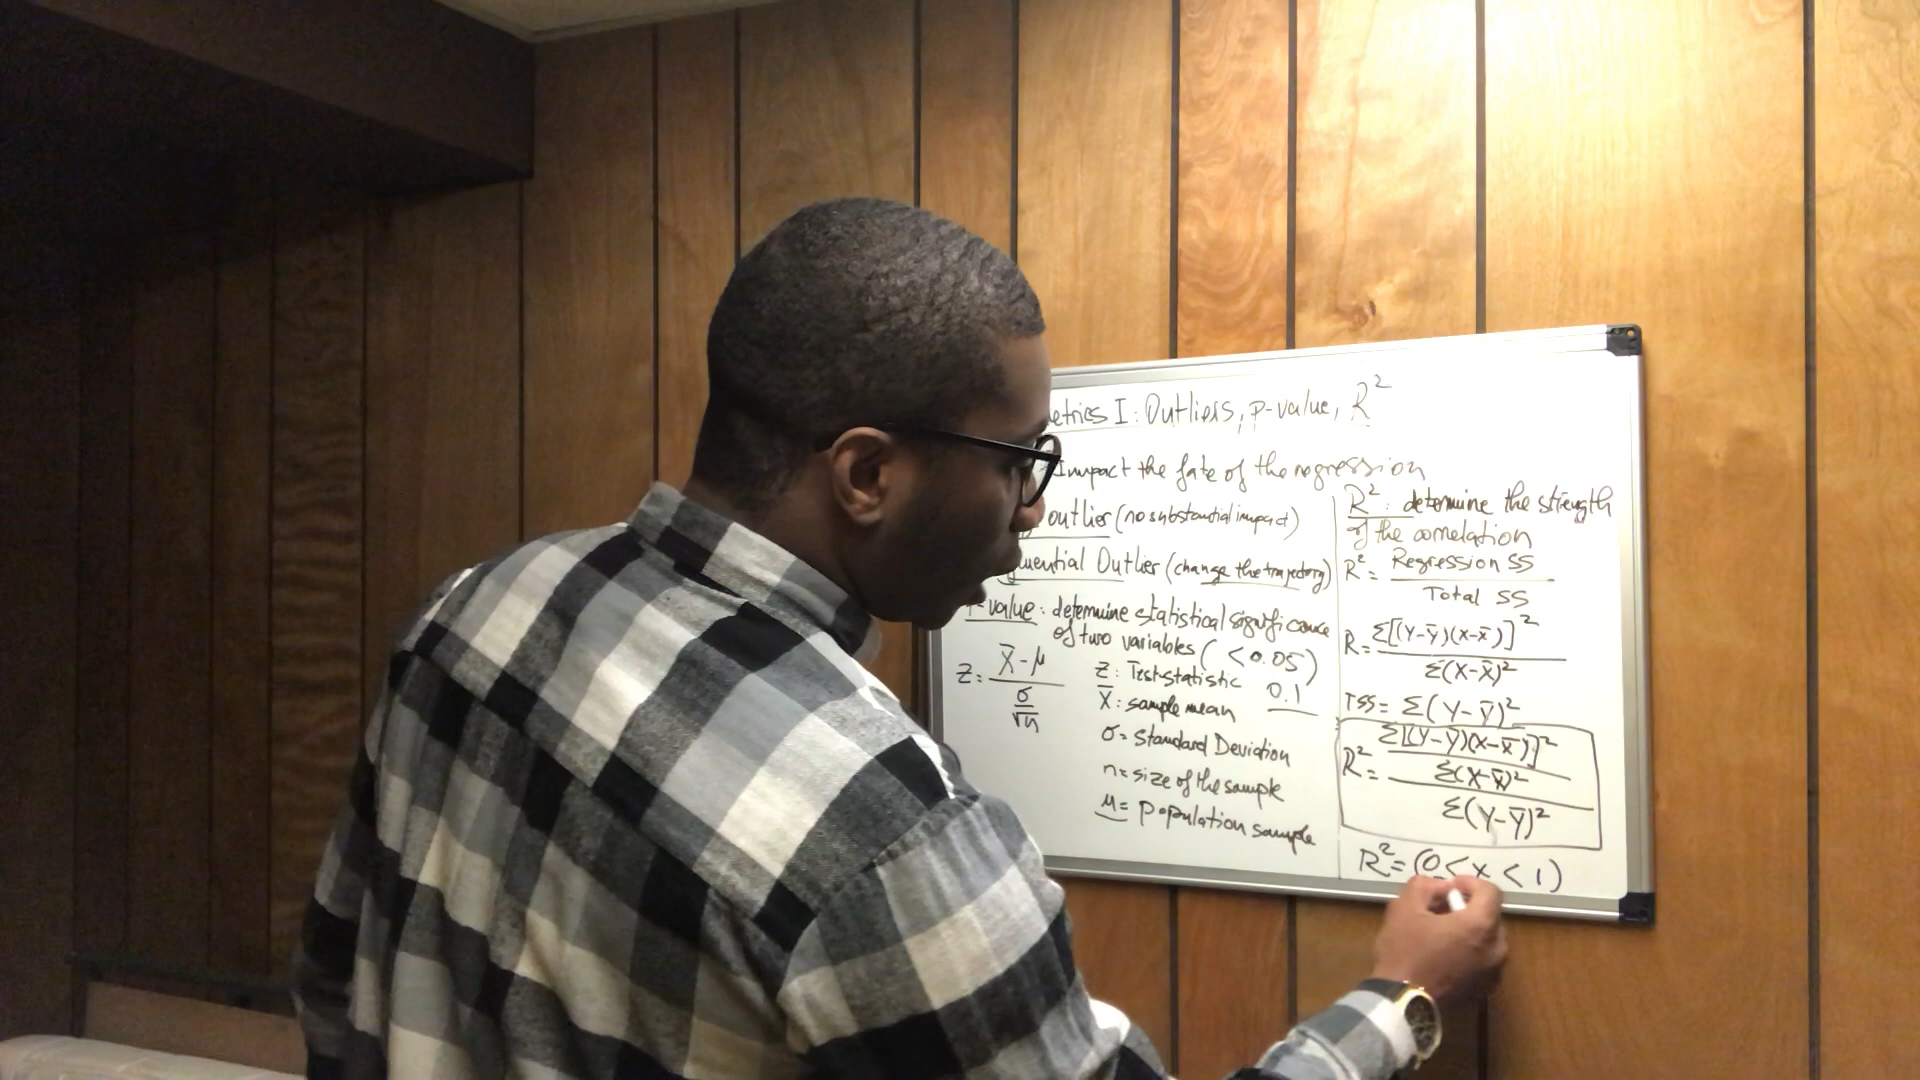 etrics I: Outliers, p-value, R²
Impact the fate of the regression
outlier (no substantial impact)
uential Outlier (change the trajectory)
P-value: determine statistical significance
of two variables (<0.05)
0.1
Z = X̄-μ / σ/√n
Z: Test statistic
X̄: sample mean
σ = Standard Deviation
n = size of the sample
μ = population sample
R²: determine the strength
of the correlation
R² = Regression SS / Total SS
R = Σ[(Y-ȳ)(x-x̄)]² / Σ(X-X̄)²
TSS = Σ(Y-Ȳ)²
R² = Σ[(Y-Ȳ)(X-X̄)]² / Σ(X-X̄)² / Σ(Y-Ȳ)²
R² = (0<x<1)